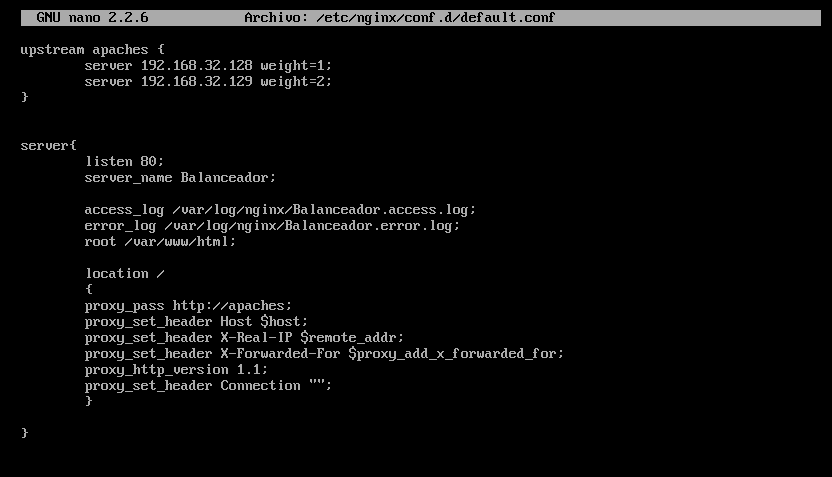 GNU nano 2.2.6 Archivo: /etc/nginx/conf.d/default.conf
upstream apaches {
server 192.168.32.128 weight=1;
server 192.168.32.129 weight=2;
}
server{
listen 80;
server_name Balanceador;
access_log /var/log/nginx/Balanceador.access.log;
error_log /var/log/nginx/Balanceador.error.log;
root /var/www/html;
location /
{
proxy_pass http://apaches;
proxy_set_header Host $host;
proxy_set_header X-Real-IP $remote_addr;
proxy_set_header X-Forwarded-For $proxy_add_x_forwarded_for;
proxy_http_version 1.1;
proxy_set_header Connection "";
}
}